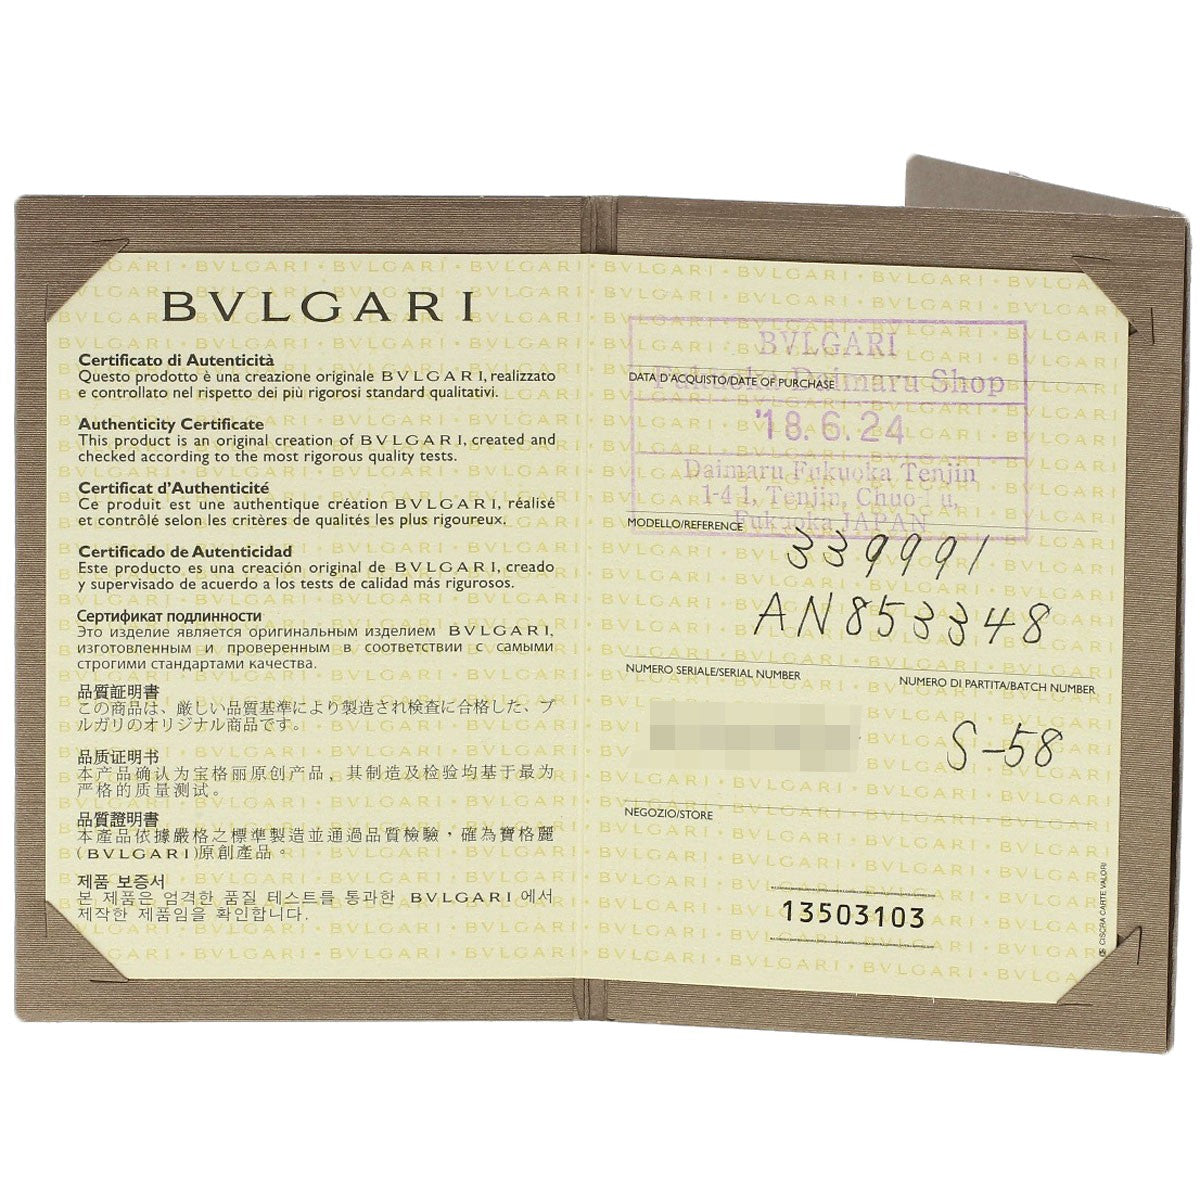 BVLGARI
Certificato di Autenticità
Questo prodotto è una creazione originale BVLGARI, realizzato
e controllato nel rispetto dei più rigorosi standard qualitativi.
Authenticity Certificate
This product is an original creation of BVLGARI, created and
checked according to the most rigorous quality tests.
Certificat d'Authenticité
Ce produit est une authentique création BVLGARI, réalisé
et contrôlé selon les critères de qualités les plus rigoureux.
Certificado de Autenticidad
Este producto es una creación original de BVLGARI, creado
y supervisado de acuerdo a los tests de calidad más rigurosos.
Сертификат подлинности
Это изделие является оригинальным изделием BVLGARI,
изготовленным и проверенным в соответствии с самыми
строгими стандартами качества.
品質証明書
この商品は、厳しい品質基準により製造され検査に合格した、ブ
ルガリのオリジナル商品です。
品质证明书
本产品确认为宝格丽原创产品，其制造及检验均基于最为
严格的质量测试。
品質證明書
本產品依據嚴格之標準製造並通過品質檢驗，確為寶格麗
(BVLGARI)原創產品。
제품 보증서
본 제품은 엄격한 품질 테스트를 통과한 BVLGARI 에서
제작한 제품임을 확인합니다.
BVLGARI
Fukuoka Daimaru Shop
DATA D'ACQUISTO/DATE OF PURCHASE
'18.6.24
Daimaru Fukuoka Tenjin
1-4-1, Tenjin, Chuo-ku,
Fukuoka JAPAN
MODELLO/REFERENCE
339991
AN853348
NUMERO SERIALE/SERIAL NUMBER
NUMERO DI PARTITA/BATCH NUMBER
S-58
NEGOZIO/STORE
13503103
CISCRA CARTE VALORI